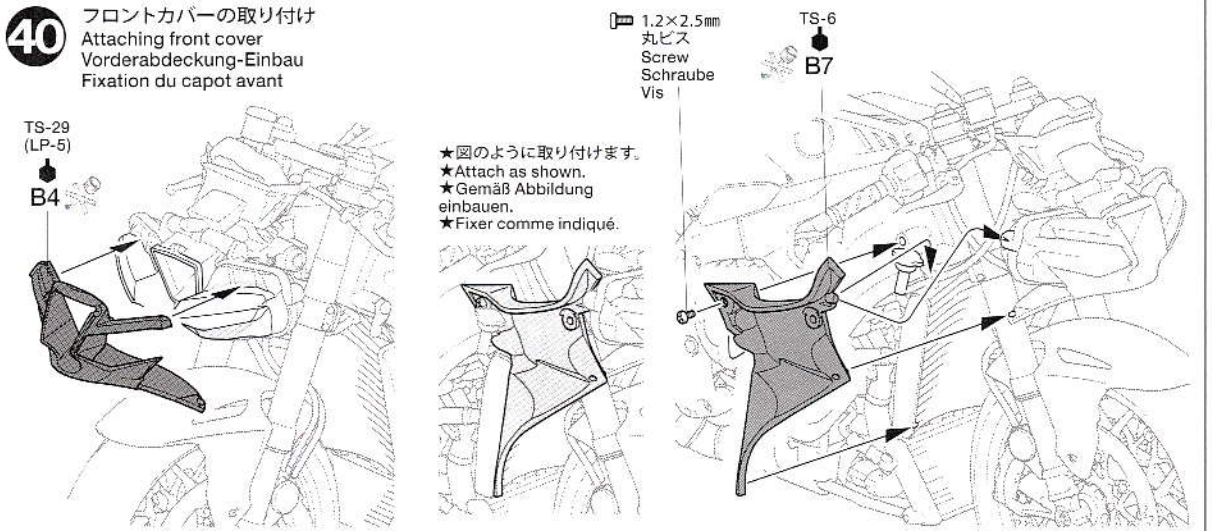 40
フロントカバーの取り付け
Attaching front cover
Vorderabdeckung-Einbau
Fixation du capot avant
TS-29
(LP-5)
B4
★図のように取り付けます。
★Attach as shown.
★Gemäß Abbildung
einbauen.
★Fixer comme indiqué.
1.2×2.5mm
丸ビス
Screw
Schraube
Vis
TS-6
B7